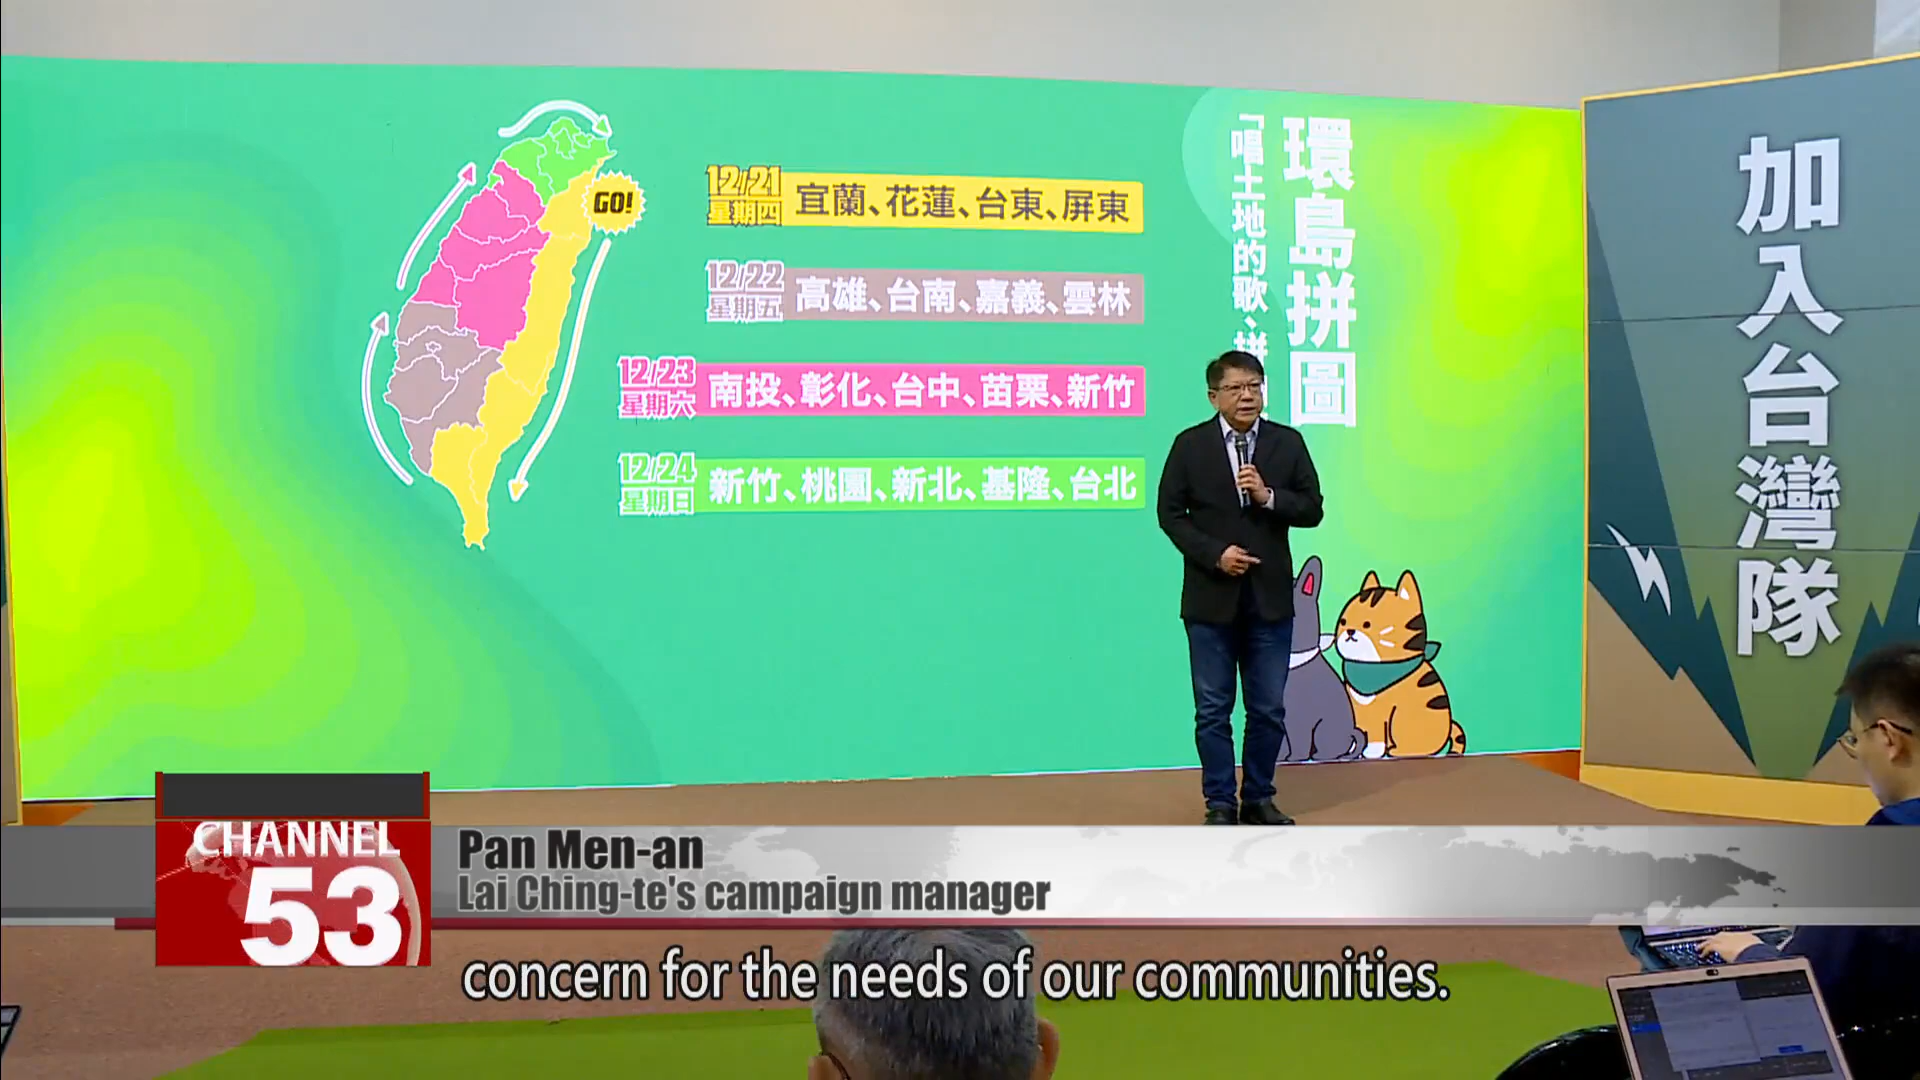 環島拼圖
「唱土地的歌、拼
GO!
12/21
星期四
宜蘭、花蓮、台東、屏東
12/22
星期五
高雄、台南、嘉義、雲林
12/23
星期六
南投、彰化、台中、苗栗、新竹
12/24
星期日
新竹、桃園、新北、基隆、台北
加入台灣隊
CHANNEL
53
Pan Men-an
Lai Ching-te's campaign manager
concern for the needs of our communities.